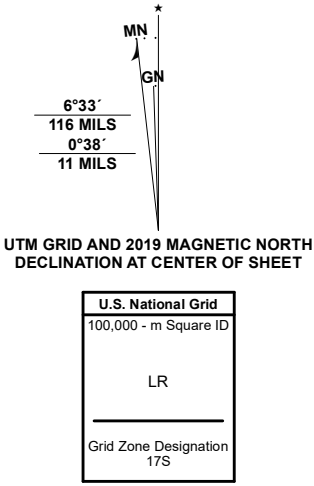 MN
GN
6°33´
116 MILS
0°38´
11 MILS
UTM GRID AND 2019 MAGNETIC NORTH
DECLINATION AT CENTER OF SHEET
U.S. National Grid
100,000 - m Square ID
LR
Grid Zone Designation
17S